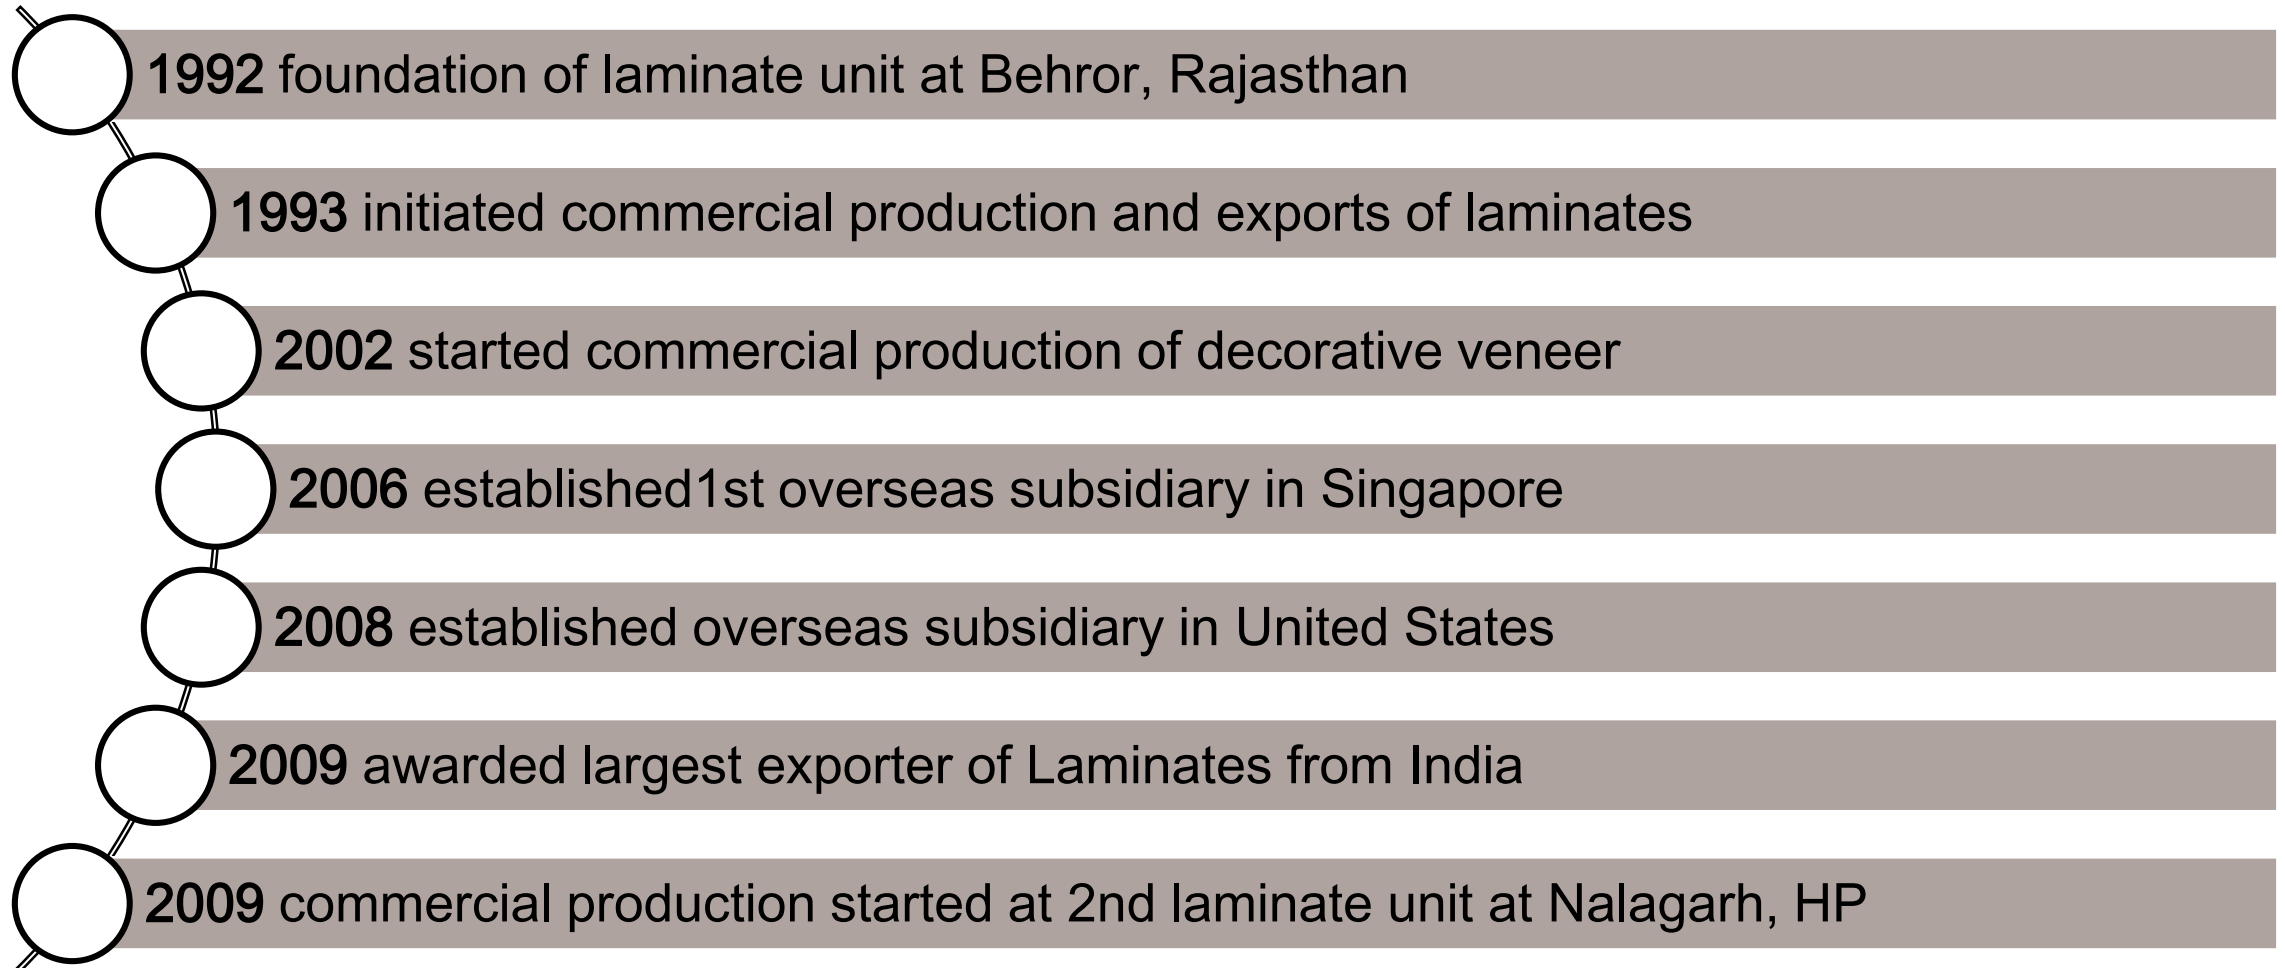 1992 foundation of laminate unit at Behror, Rajasthan
1993 initiated commercial production and exports of laminates
2002 started commercial production of decorative veneer
2006 established1st overseas subsidiary in Singapore
2008 established overseas subsidiary in United States
2009 awarded largest exporter of Laminates from India
2009 commercial production started at 2nd laminate unit at Nalagarh, HP